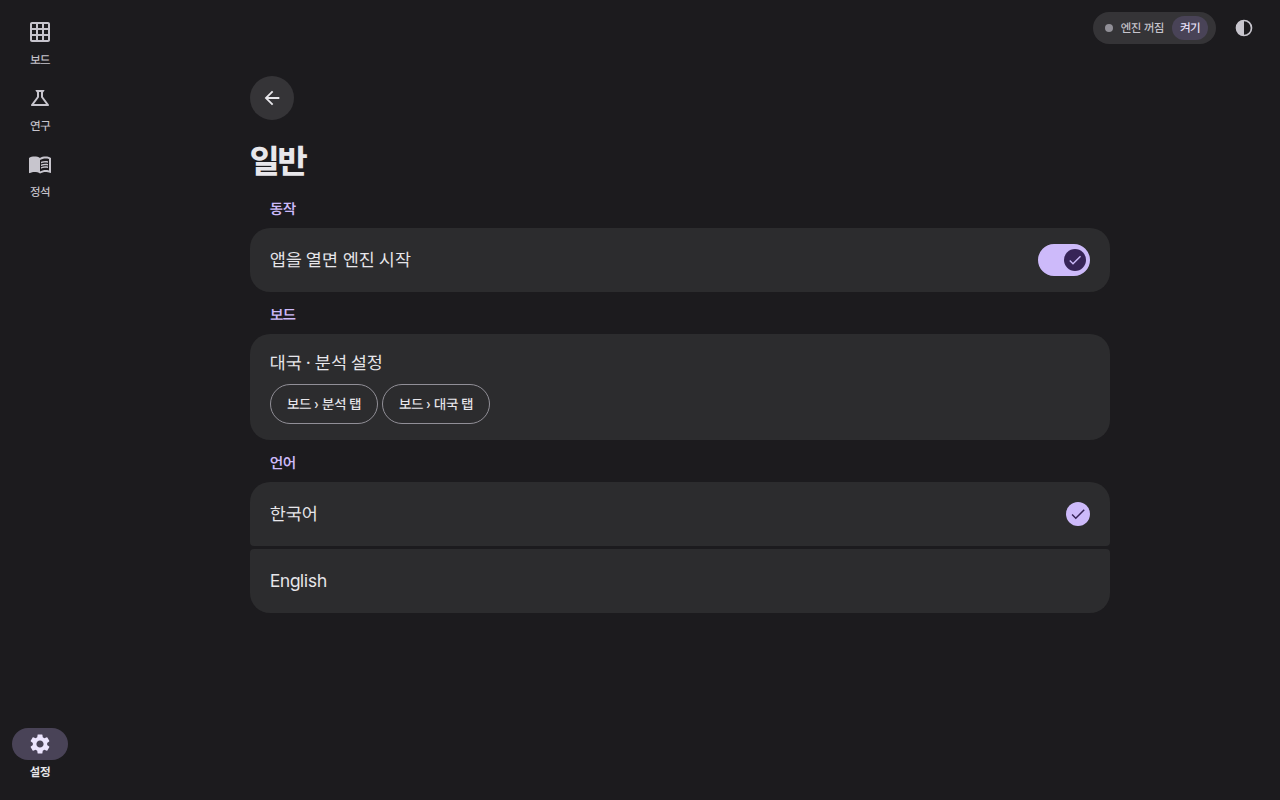 보드
연구
정석
설정
엔진 꺼짐
켜기
일반
동작
앱을 열면 엔진 시작
보드
대국 · 분석 설정
보드 › 분석 탭
보드 › 대국 탭
언어
한국어
English